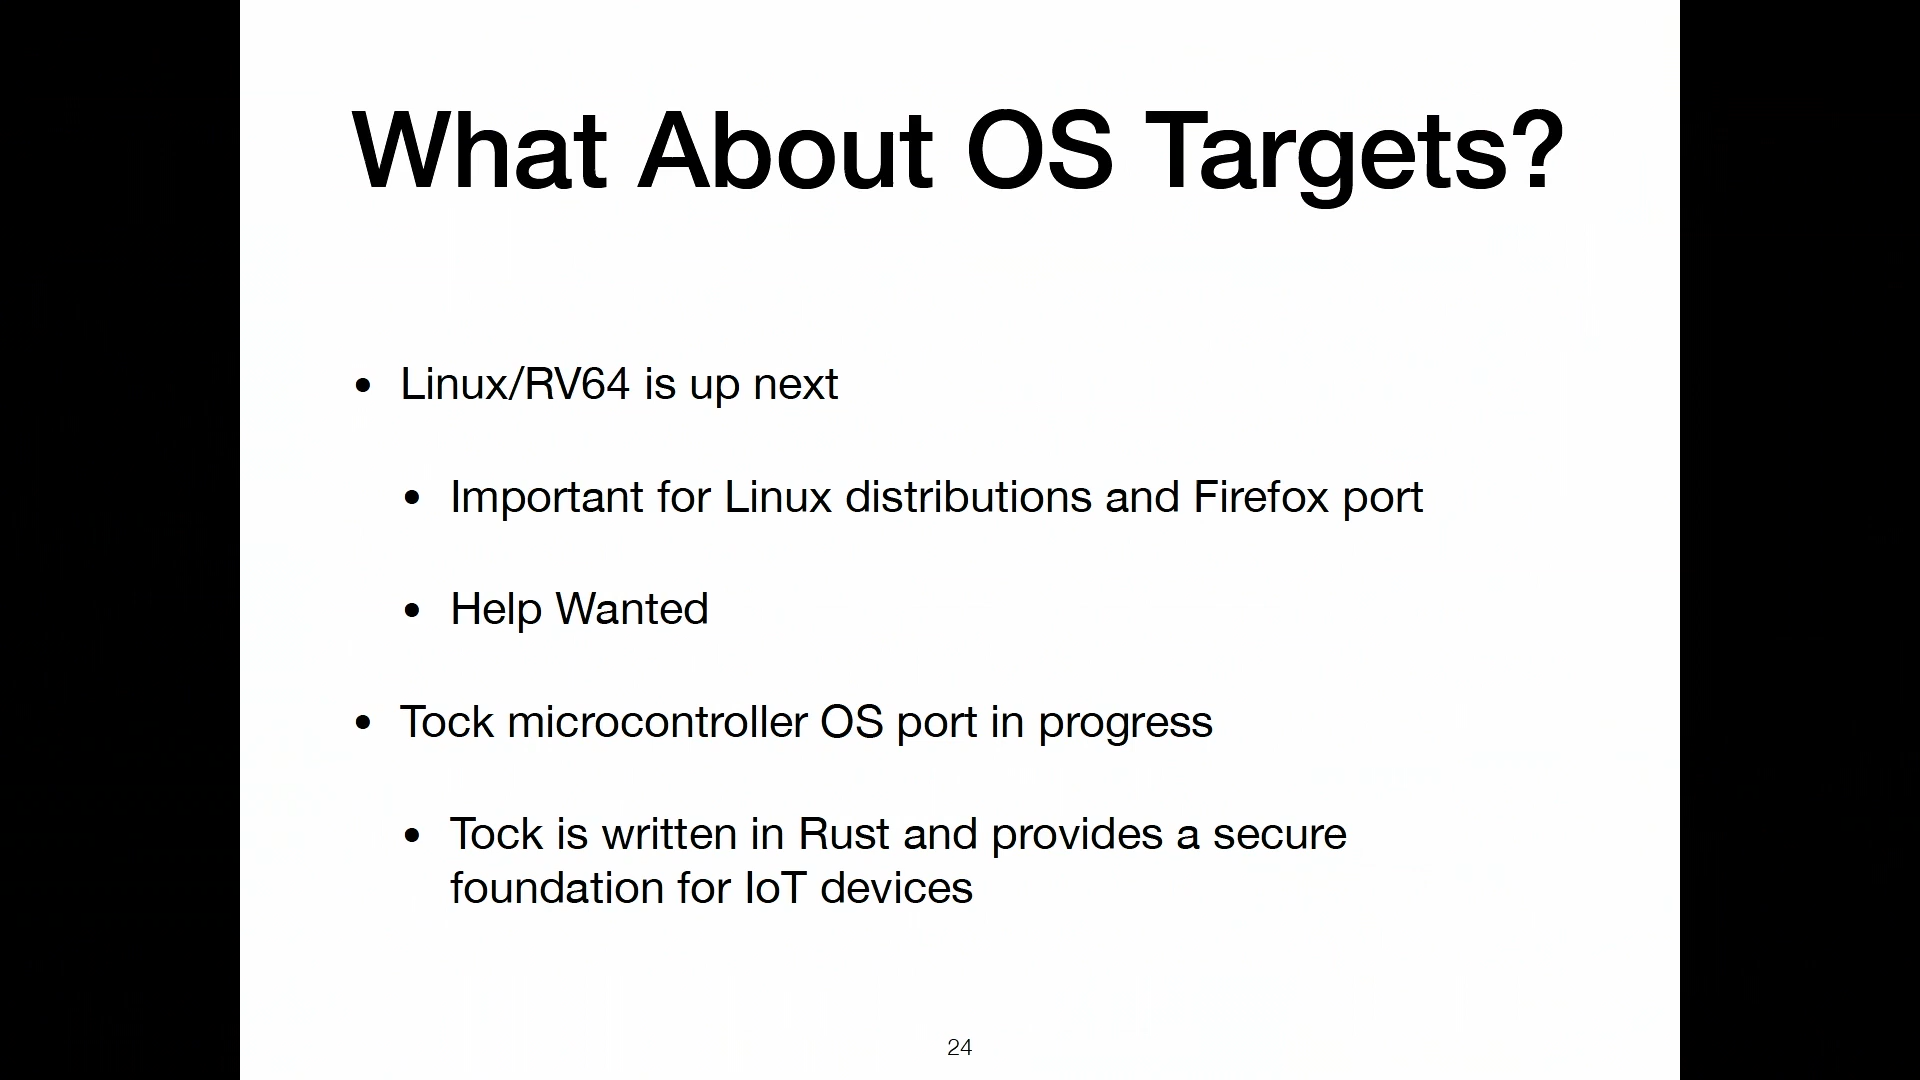 What About OS Targets?
• Linux/RV64 is up next
• Important for Linux distributions and Firefox port
• Help Wanted
• Tock microcontroller OS port in progress
• Tock is written in Rust and provides a secure
foundation for IoT devices
24